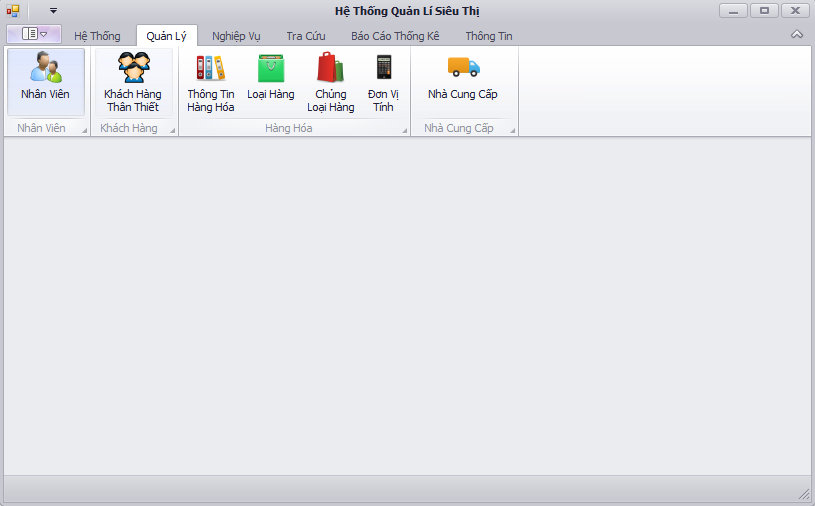 Hệ Thống Quản Lí Siêu Thị
Hệ Thống Quản Lý Nghiệp Vụ Tra Cứu Báo Cáo Thống Kê Thông Tin
Nhân Viên
Khách Hàng
Thân Thiết
Thông Tin
Hàng Hóa
Loại Hàng
Chủng
Loại Hàng
Đơn Vị
Tính
Nhà Cung Cấp
Nhân Viên Khách Hàng Hàng Hóa Nhà Cung Cấp